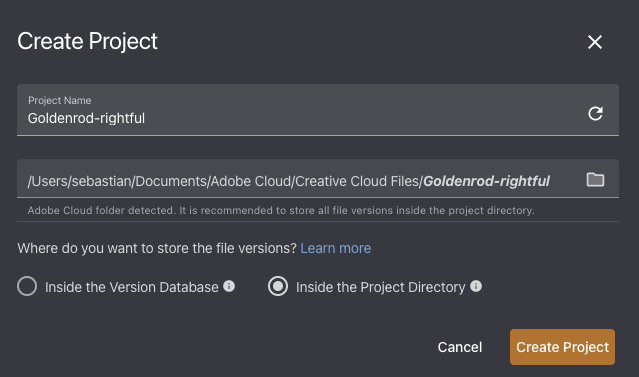 Create Project
Project Name
Goldenrod-rightful
/Users/sebastian/Documents/Adobe Cloud/Creative Cloud Files/Goldenrod-rightful
Adobe Cloud folder detected. It is recommended to store all file versions inside the project directory.
Where do you want to store the file versions? Learn more
Inside the Version Database
Inside the Project Directory
Cancel
Create Project